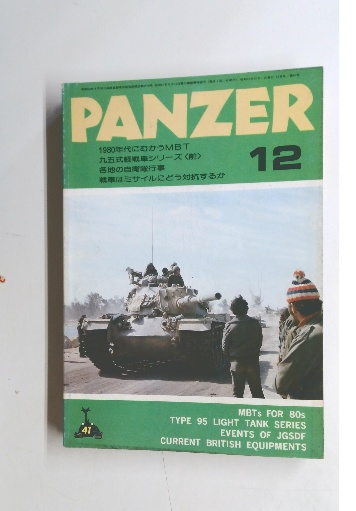 PANZER
1980年代に向かうMBT
九五式軽戦車シリーズ〈前〉
各地の自衛隊行事
戦車はミサイルにどう対抗するか
12
MBTs FOR 80s
TYPE 95 LIGHT TANK SERIES
EVENTS OF JGSDF
CURRENT BRITISH EQUIPMENTS
41